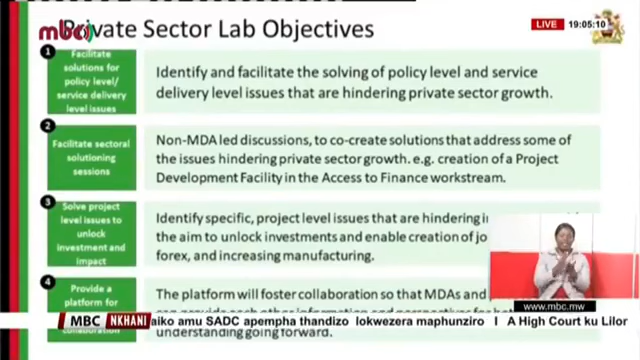 mbc
Private Sector Lab Objectives
LIVE
19:05:10
1
Facilitate
solutions for
policy level/
service delivery
level issues
Identify and facilitate the solving of policy level and service
delivery level issues that are hindering private sector growth.
2
Facilitate sectoral
solutioning
sessions
Non-MDA led discussions, to co-create solutions that address some of
the issues hindering private sector growth. e.g. creation of a Project
Development Facility in the Access to Finance workstream.
3
Solve project
level issues to
unlock
investment and
impact
Identify specific, project level issues that are hindering
the aim to unlock investments and enable creation of
forex, and increasing manufacturing.
4
Provide a
platform for
collaboration
The platform will foster collaboration so that MDAs and
understanding going forward.
www.mbc.mw
MBC NKHANI aiko amu SADC apempha thandizo lokwezera maphunziro I A High Court ku Lilor